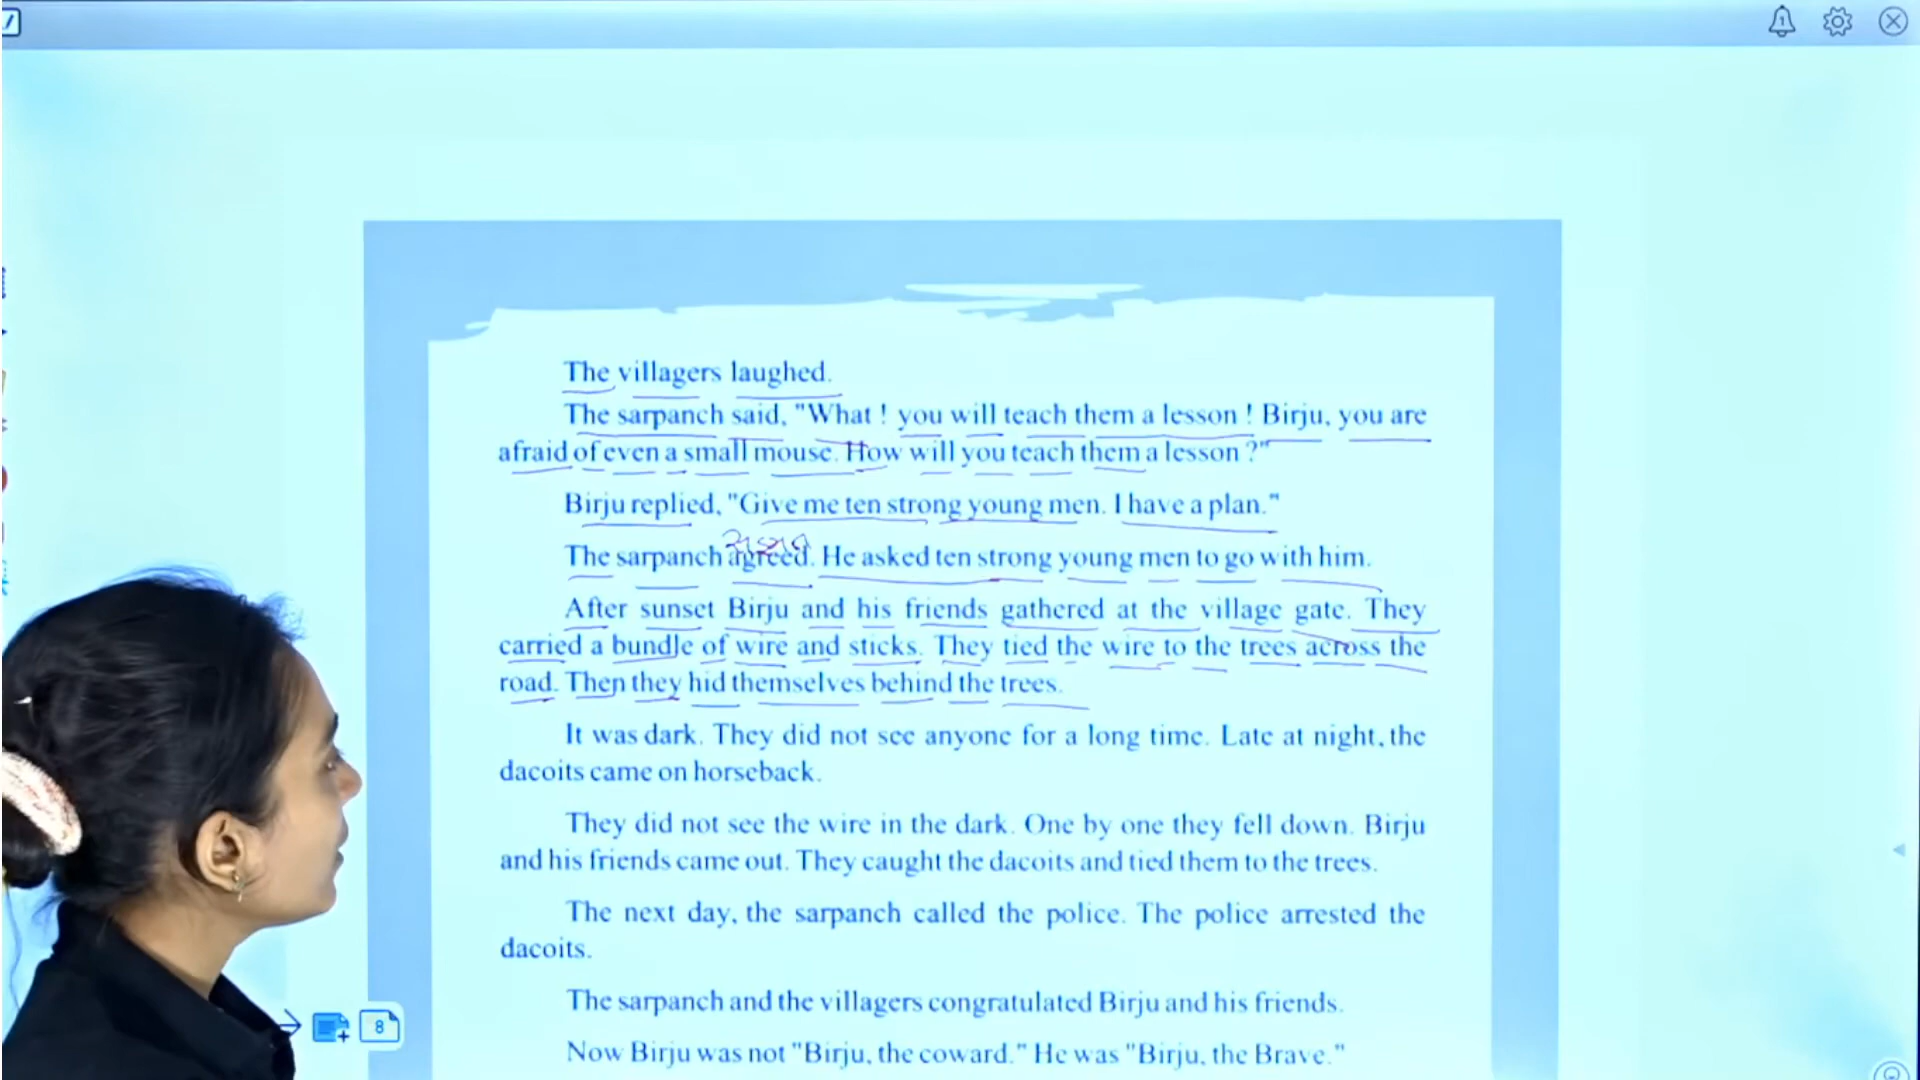 The villagers laughed.
The sarpanch said, "What ! you will teach them a lesson ! Birju, you are
afraid of even a small mouse. How will you teach them a lesson ?"
Birju replied, "Give me ten strong young men. I have a plan."
The sarpanch agreed. He asked ten strong young men to go with him.
After sunset Birju and his friends gathered at the village gate. They
carried a bundle of wire and sticks. They tied the wire to the trees across the
road. Then they hid themselves behind the trees.
It was dark. They did not see anyone for a long time. Late at night, the
dacoits came on horseback.
They did not see the wire in the dark. One by one they fell down. Birju
and his friends came out. They caught the dacoits and tied them to the trees.
The next day, the sarpanch called the police. The police arrested the
dacoits.
The sarpanch and the villagers congratulated Birju and his friends.
8
Now Birju was not "Birju, the coward." He was "Birju, the Brave."